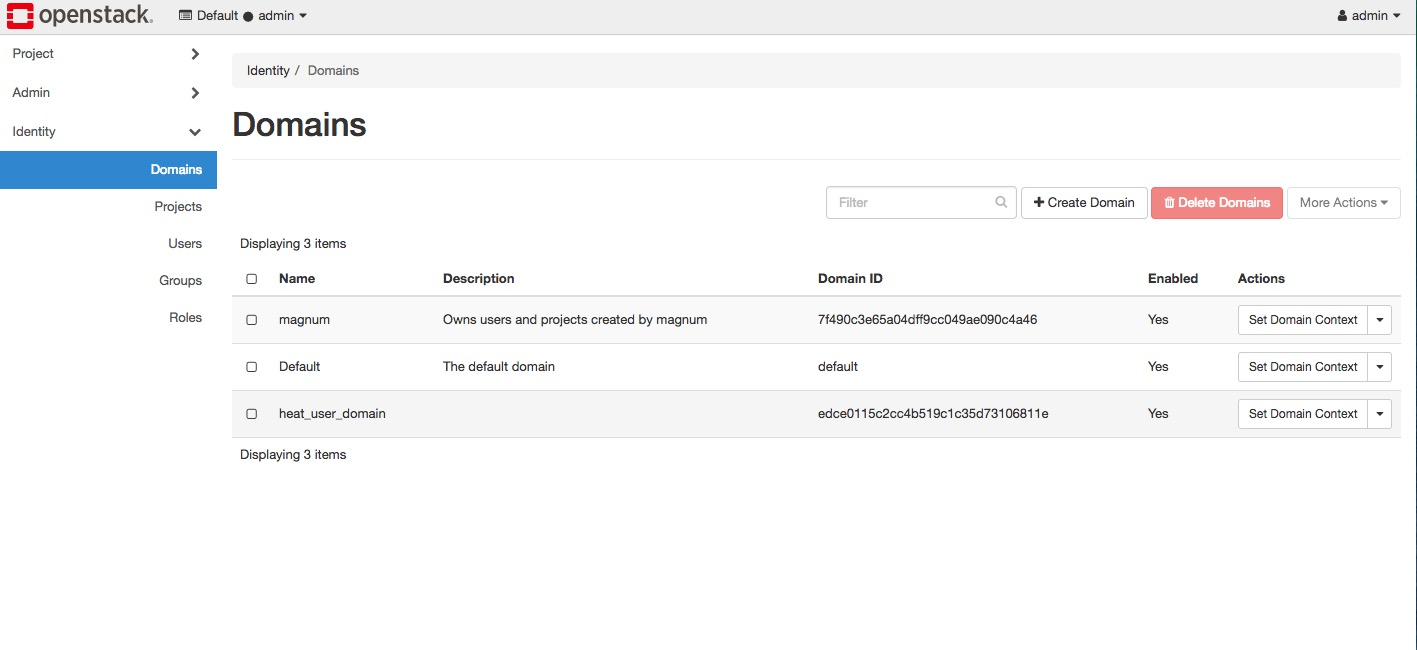 openstack. Default ● admin admin
Project
Admin
Identity
Domains
Projects
Users
Groups
Roles
Identity / Domains
Domains
Filter Create Domain Delete Domains More Actions
Displaying 3 items
Name Description Domain ID Enabled Actions
magnum Owns users and projects created by magnum 7f490c3e65a04dff9cc049ae090c4a46 Yes Set Domain Context
Default The default domain default Yes Set Domain Context
heat_user_domain edce0115c2cc4b519c1c35d73106811e Yes Set Domain Context
Displaying 3 items